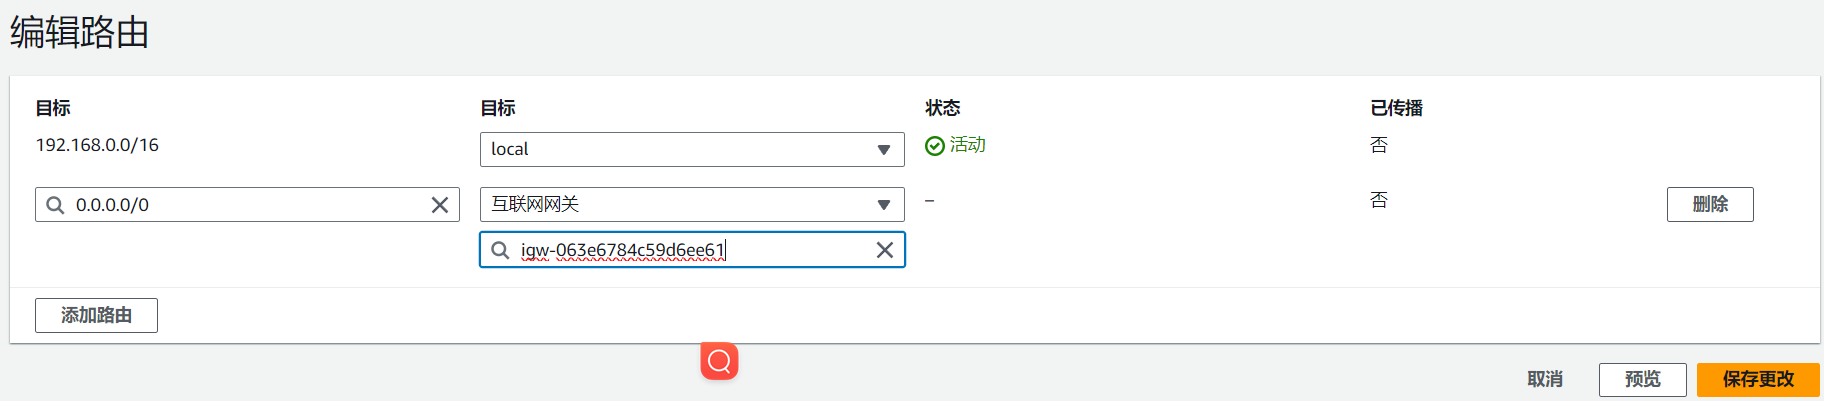 编辑路由
目标 目标 状态 已传播
192.168.0.0/16 local 活动 否
0.0.0.0/0 互联网网关 – 否 删除
igw-063e6784c59d6ee61
添加路由
取消 预览 保存更改